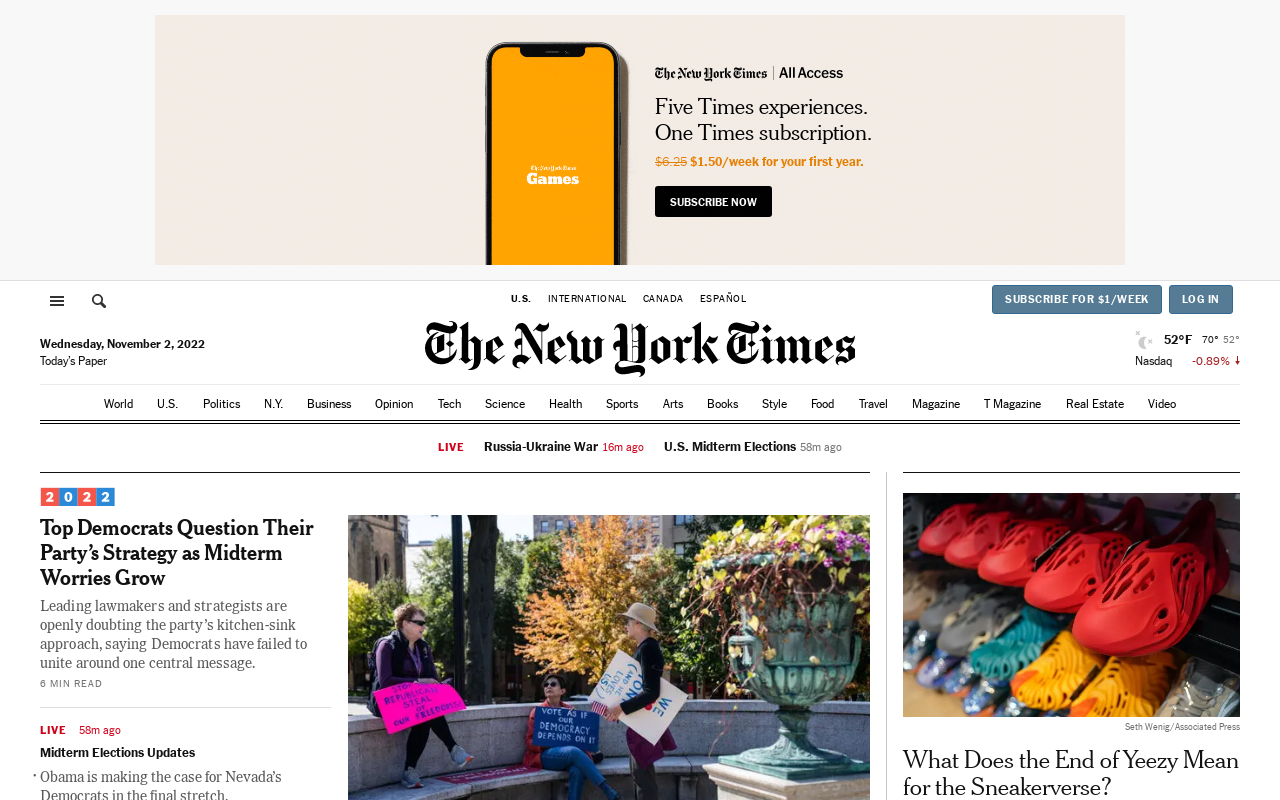 The New York Times | All Access
Five Times experiences.
One Times subscription.
$6.25 $1.50/week for your first year.
SUBSCRIBE NOW
The New York Times
Games
U.S. INTERNATIONAL CANADA ESPAÑOL
SUBSCRIBE FOR $1/WEEK LOG IN
Wednesday, November 2, 2022
Today's Paper
The New York Times
52°F 70° 52°
Nasdaq -0.89%
World U.S. Politics N.Y. Business Opinion Tech Science Health Sports Arts Books Style Food Travel Magazine T Magazine Real Estate Video
LIVE Russia-Ukraine War 16m ago U.S. Midterm Elections 58m ago
2022
Top Democrats Question Their
Party's Strategy as Midterm
Worries Grow
Leading lawmakers and strategists are
openly doubting the party's kitchen-sink
approach, saying Democrats have failed to
unite around one central message.
6 MIN READ
LIVE 58m ago
Midterm Elections Updates
Obama is making the case for Nevada's
Democrats in the final stretch.
STOP
REPUBLICAN
STEAL
OF
OUR FREEDOMS!
VOTE AS IF
OUR
DEMOCRACY
DEPENDS ON IT
Seth Wenig/Associated Press
What Does the End of Yeezy Mean
for the Sneakerverse?